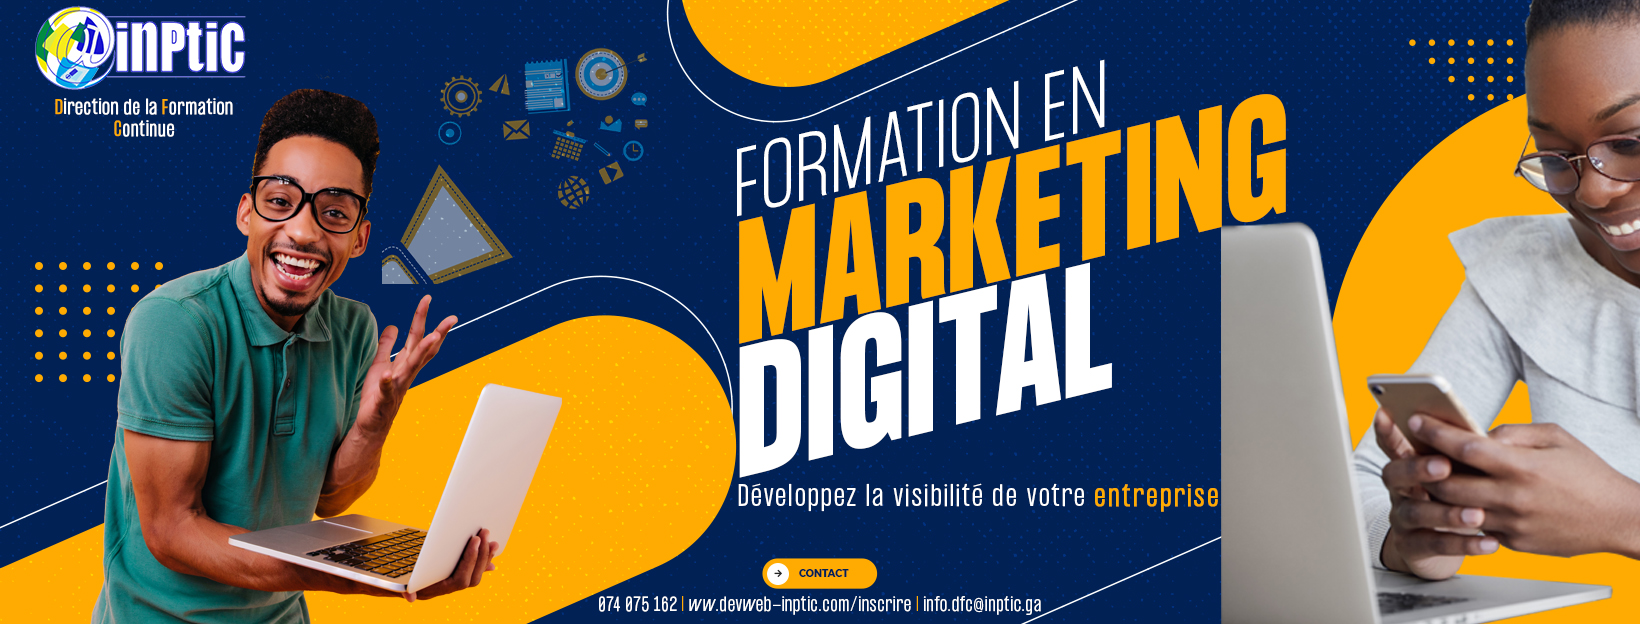 inPtiC
Direction de la Formation
Continue
FORMATION EN
MARKETING
DIGITAL
Développez la visibilité de votre entreprise
CONTACT
074 075 162 | ww.devweb-inptic.com/inscrire | info.dfc@inptic.ga